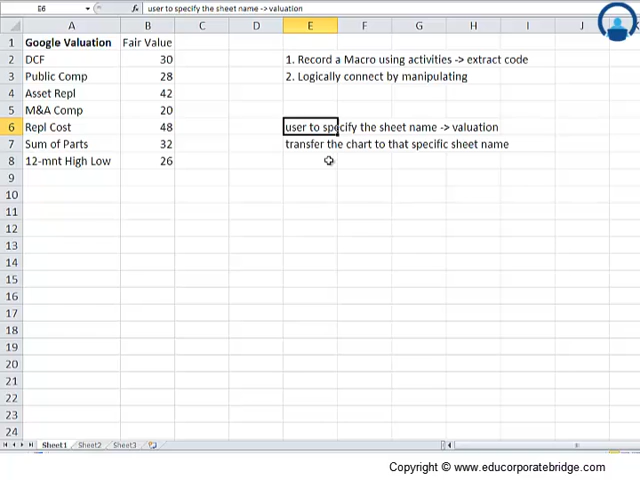 E6 fx user to specify the sheet name -> valuation
A B C D E F G H I J
1 Google Valuation Fair Value
2 DCF 30 1. Record a Macro using activities -> extract code
3 Public Comp 28 2. Logically connect by manipulating
4 Asset Repl 42
5 M&A Comp 20
6 Repl Cost 48 user to specify the sheet name -> valuation
7 Sum of Parts 32 transfer the chart to that specific sheet name
8 12-mnt High Low 26
9
10
11
12
13
14
15
16
17
18
19
20
21
22
23
24
Sheet1 Sheet2 Sheet3
Copyright © www.educorporatebridge.com